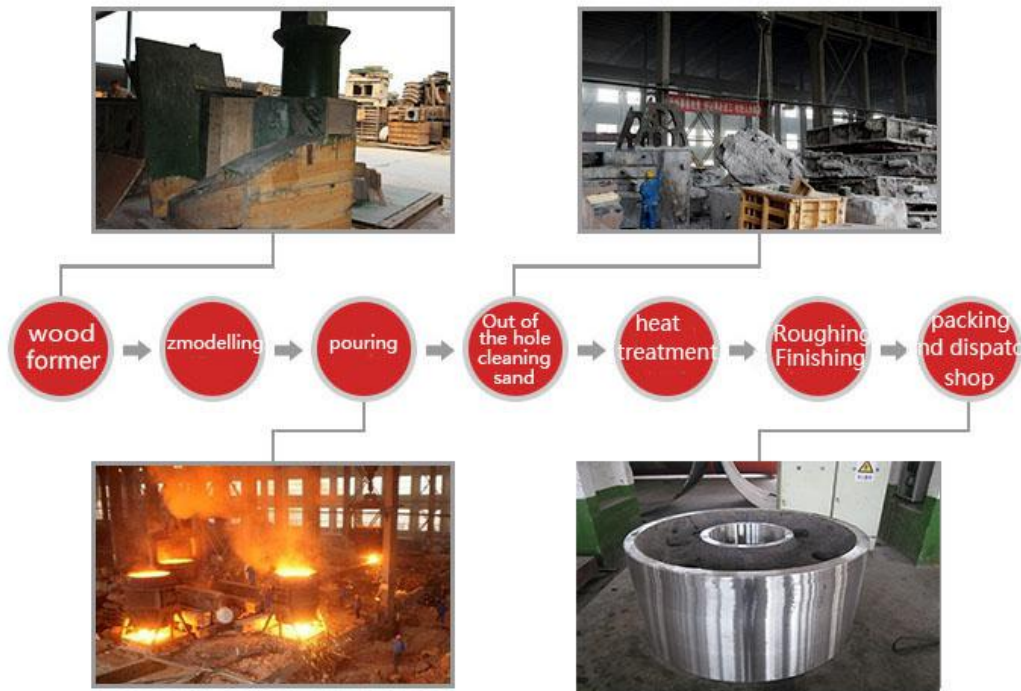 wood
former
zmodelling
pouring
Out of
the hole
cleaning
sand
heat
treatment
Roughing
Finishing
packing
nd dispatc
shop